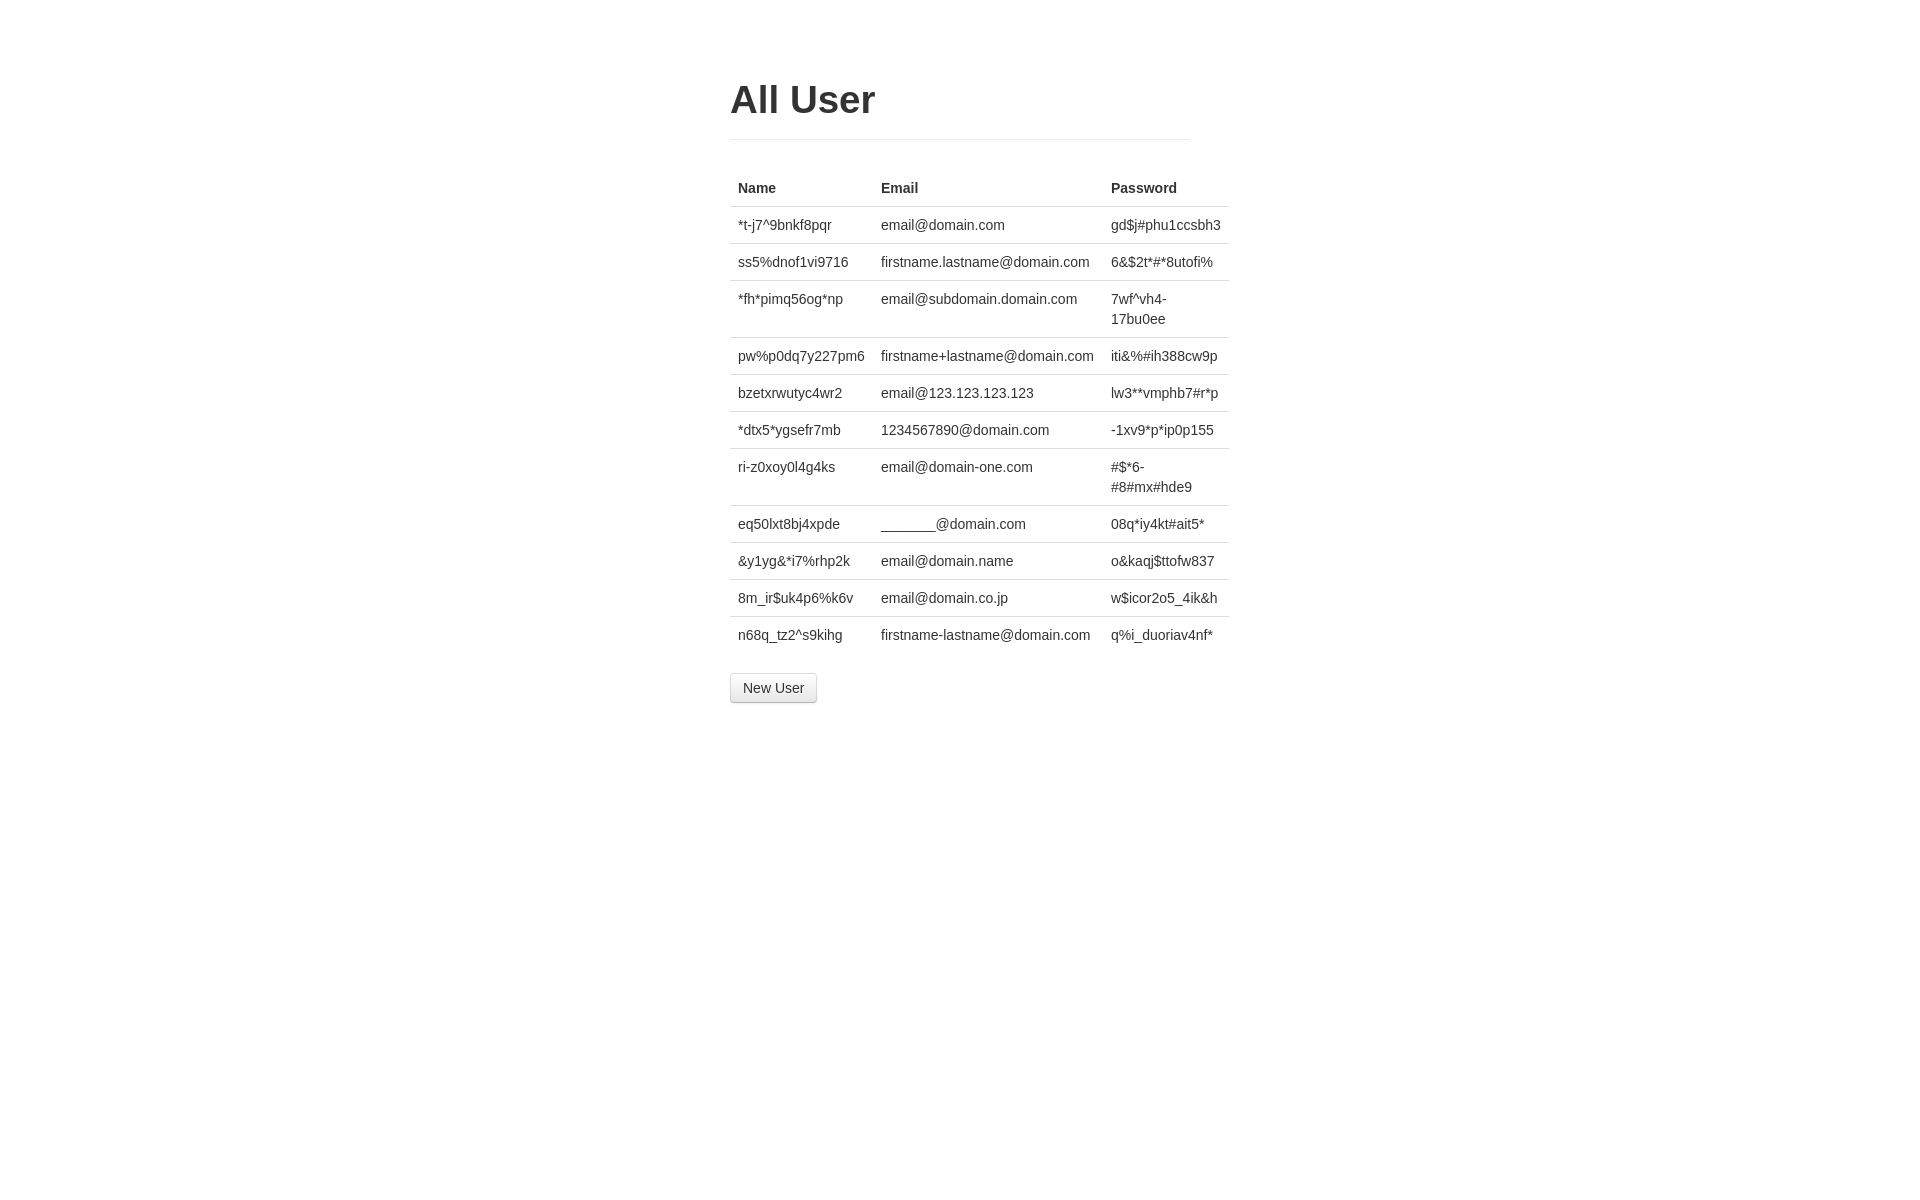 All User
Name Email Password
*t-j7^9bnkf8pqr email@domain.com gd$j#phu1ccsbh3
ss5%dnof1vi9716 firstname.lastname@domain.com 6&$2t*#*8utofi%
*fh*pimq56og*np email@subdomain.domain.com 7wf^vh4-
17bu0ee
pw%p0dq7y227pm6 firstname+lastname@domain.com iti&%#ih388cw9p
bzetxrwutyc4wr2 email@123.123.123.123 lw3**vmphb7#r*p
*dtx5*ygsefr7mb 1234567890@domain.com -1xv9*p*ip0p155
ri-z0xoy0l4g4ks email@domain-one.com #$*6-
#8#mx#hde9
eq50lxt8bj4xpde _______@domain.com 08q*iy4kt#ait5*
&y1yg&*i7%rhp2k email@domain.name o&kaqj$ttofw837
8m_ir$uk4p6%k6v email@domain.co.jp w$icor2o5_4ik&h
n68q_tz2^s9kihg firstname-lastname@domain.com q%i_duoriav4nf*
New User